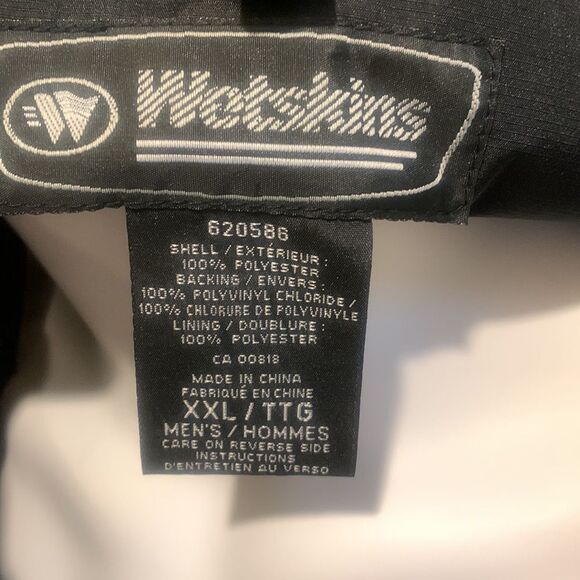 W Wetskins
620586
SHELL / EXTÉRIEUR :
100% POLYESTER
BACKING / ENVERS :
100% POLYVINYL CHLORIDE /
100% CHLORURE DE POLYVINYLE
LINING / DOUBLURE :
100% POLYESTER
CA 00818
MADE IN CHINA
FABRIQUÉ EN CHINE
XXL / TTG
MEN'S / HOMMES
CARE ON REVERSE SIDE
INSTRUCTIONS
D'ENTRETIEN AU VERSO